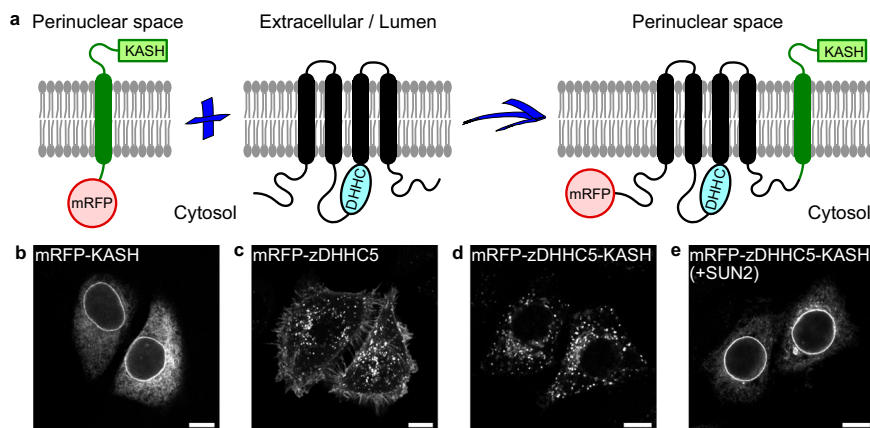 a
Perinuclear space
Extracellular / Lumen
Perinuclear space
KASH
KASH
DHHC
DHHC
mRFP
mRFP
Cytosol
Cytosol
b mRFP-KASH
c mRFP-zDHHC5
d mRFP-zDHHC5-KASH
e mRFP-zDHHC5-KASH
(+SUN2)